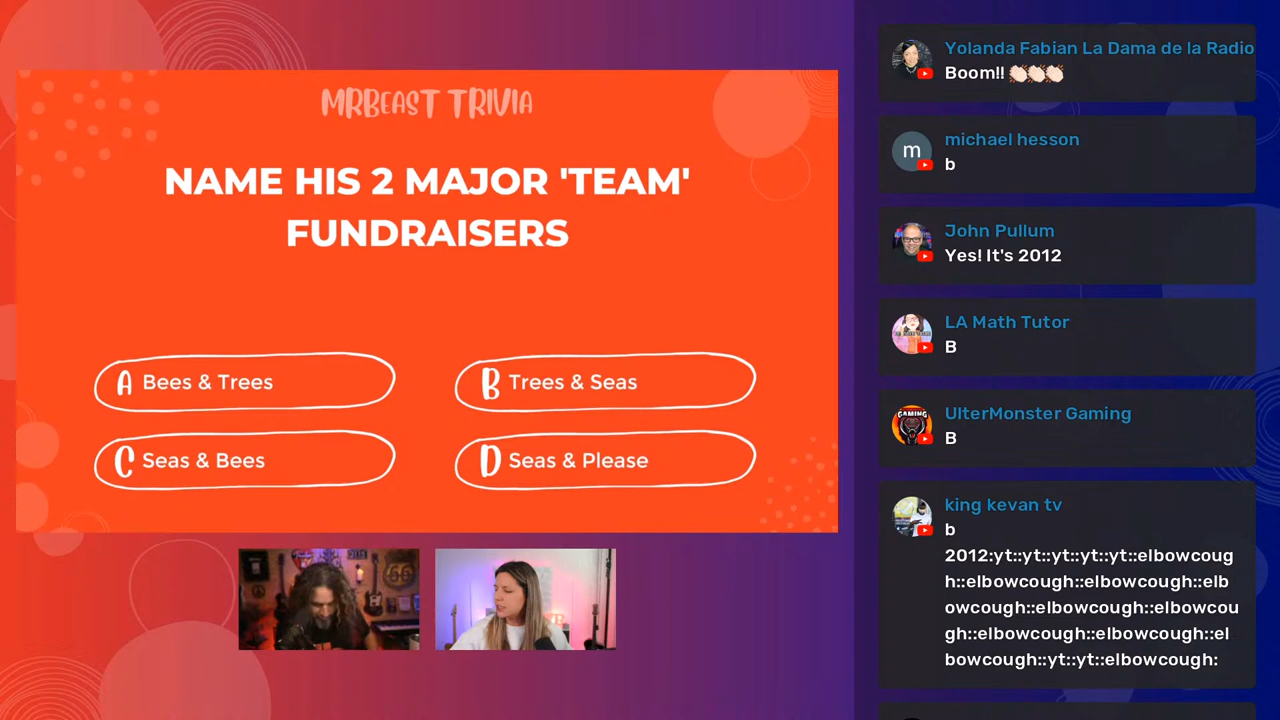 MRBEAST TRIVIA
NAME HIS 2 MAJOR 'TEAM'
FUNDRAISERS
A Bees & Trees
B Trees & Seas
C Seas & Bees
D Seas & Please
Yolanda Fabian La Dama de la Radio
Boom!! 👏🏻👏🏻👏🏻
m
michael hesson
b
John Pullum
Yes! It's 2012
LA Math Tutor
B
GAMING
UlterMonster Gaming
B
king kevan tv
b
2012:yt::yt::yt::yt::yt::elbowcoug
h::elbowcough::elbowcough::elb
owcough::elbowcough::elbowcou
gh::elbowcough::elbowcough::el
bowcough::yt::yt::elbowcough: